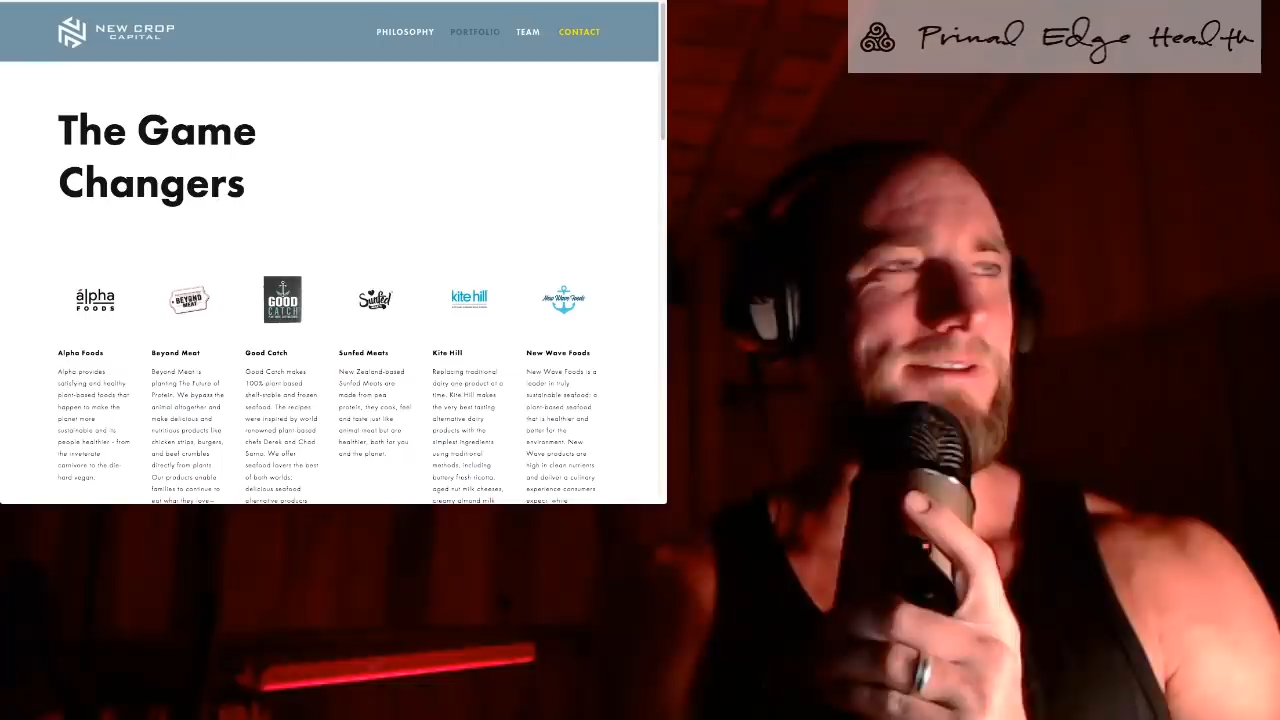 NEW CROP
CAPITAL
PHILOSOPHY PORTFOLIO TEAM CONTACT
Primal Edge Health
The Game
Changers
álpha
FOODS
BEYOND
MEAT
GOOD
CATCH
Sunfed
kite hill
New Wave Foods
Alpha Foods
Alpha provides
satisfying and healthy
plant-based foods that
happen to make the
planet more
sustainable and its
people healthier - from
the inveterate
carnivore to the die-
hard vegan.
Beyond Meat
Beyond Meat is
planting The Future of
Protein. We bypass the
animal altogether and
make delicious and
nutritious products like
chicken strips, burgers,
and beef crumbles
directly from plants
Our products enable
families to continue to
eat what they love—
Good Catch
Good Catch makes
100% plant-based
shelf-stable and frozen
seafood. The recipes
were inspired by world
renowned plant-based
chefs Derek and Chad
Sarno. We offer
seafood lovers the best
of both worlds:
delicious seafood
alternative products
Sunfed Meats
New Zealand-based
Sunfed Meats are
made from pea
protein, they cook, feel
and taste just like
animal meat but are
healthier, both for you
and the planet.
Kite Hill
Replacing traditional
dairy one product at a
time. Kite Hill makes
the very best tasting
alternative dairy
products with the
simplest ingredients
using traditional
methods, including
buttery fresh ricotta,
aged nut milk cheeses,
creamy almond milk
New Wave Foods
New Wave Foods is a
leader in truly
sustainable seafood: a
plant-based seafood
that is healthier and
better for the
environment. New
Wave products are
high in clean nutrients
and deliver a culinary
experience consumers
expect, while